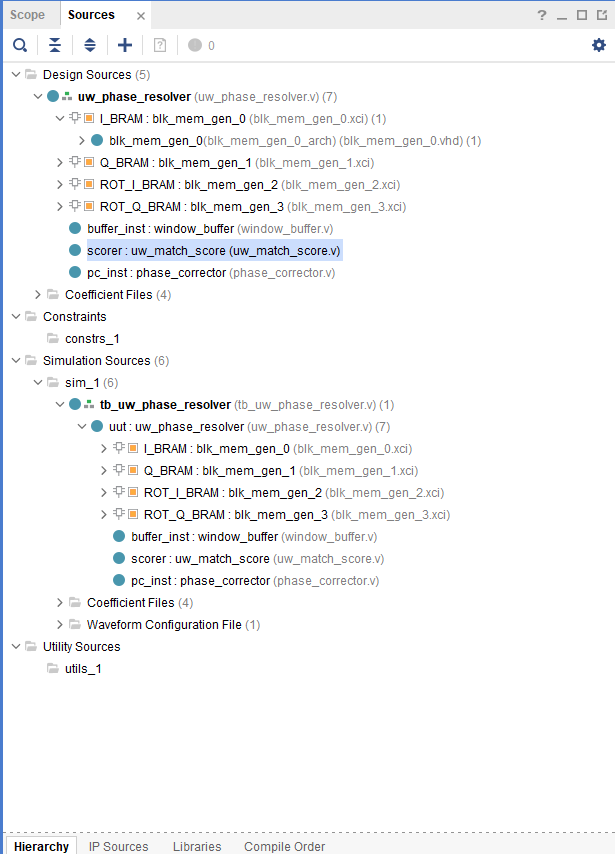 Scope Sources
? 0
Design Sources (5)
uw_phase_resolver (uw_phase_resolver.v) (7)
I_BRAM : blk_mem_gen_0 (blk_mem_gen_0.xci) (1)
blk_mem_gen_0(blk_mem_gen_0_arch) (blk_mem_gen_0.vhd) (1)
Q_BRAM : blk_mem_gen_1 (blk_mem_gen_1.xci)
ROT_I_BRAM : blk_mem_gen_2 (blk_mem_gen_2.xci)
ROT_Q_BRAM : blk_mem_gen_3 (blk_mem_gen_3.xci)
buffer_inst : window_buffer (window_buffer.v)
scorer : uw_match_score (uw_match_score.v)
pc_inst : phase_corrector (phase_corrector.v)
Coefficient Files (4)
Constraints
constrs_1
Simulation Sources (6)
sim_1 (6)
tb_uw_phase_resolver (tb_uw_phase_resolver.v) (1)
uut : uw_phase_resolver (uw_phase_resolver.v) (7)
I_BRAM : blk_mem_gen_0 (blk_mem_gen_0.xci)
Q_BRAM : blk_mem_gen_1 (blk_mem_gen_1.xci)
ROT_I_BRAM : blk_mem_gen_2 (blk_mem_gen_2.xci)
ROT_Q_BRAM : blk_mem_gen_3 (blk_mem_gen_3.xci)
buffer_inst : window_buffer (window_buffer.v)
scorer : uw_match_score (uw_match_score.v)
pc_inst : phase_corrector (phase_corrector.v)
Coefficient Files (4)
Waveform Configuration File (1)
Utility Sources
utils_1
Hierarchy IP Sources Libraries Compile Order